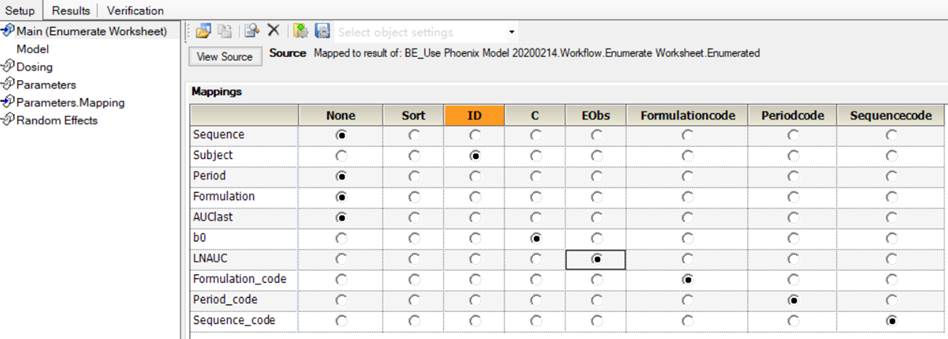 Setup Results Verification
Main (Enumerate Worksheet)
Model
Dosing
Parameters
Parameters.Mapping
Random Effects
Select object settings
View Source Source Mapped to result of: BE_Use Phoenix Model 20200214.Workflow.Enumerate Worksheet.Enumerated
Mappings
None Sort ID C EObs Formulationcode Periodcode Sequencecode
Sequence
Subject
Period
Formulation
AUClast
b0
LNAUC
Formulation_code
Period_code
Sequence_code